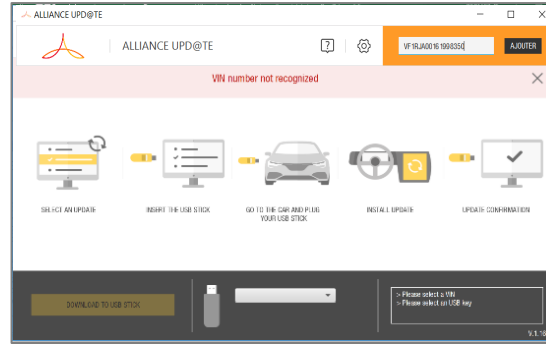 ALLIANCE UPD@TE
ALLIANCE UPD@TE
?
VF1RJA00161998350
AJOUTER
VIN number not recognized
SELECT AN UPDATE
INSERT THE USB STICK
GO TO THE CAR AND PLUG
YOUR USB STICK
INSTALL UPDATE
UPDATE CONFIRMATION
DOWNLOAD TO USB STICK
> Please select a VIN
> Please select an USB key
V.1.16